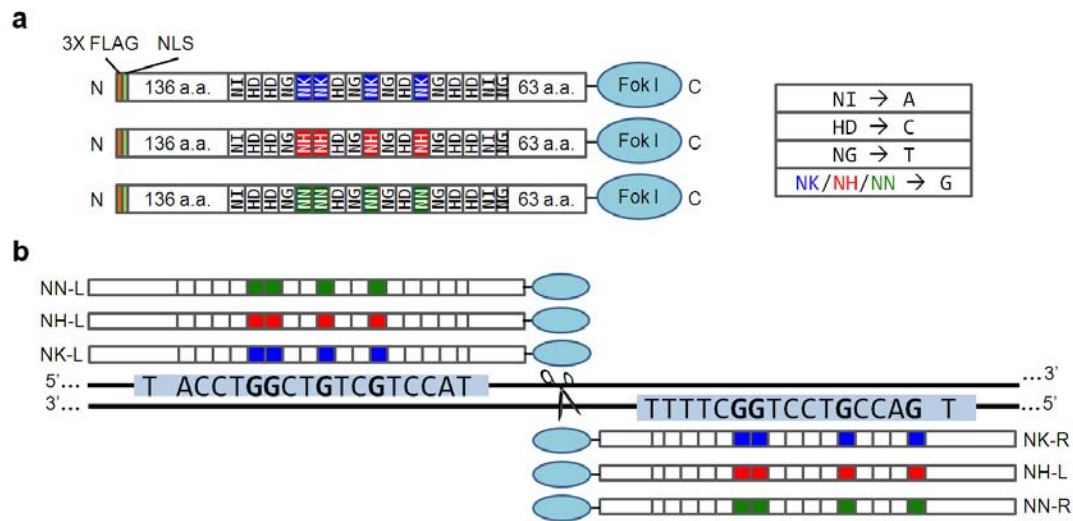 a
3X FLAG NLS
N 136 a.a. NI HD HD NG NK NK HD NG NK NG HD NK NG HD HD NI NG 63 a.a. Fok I C
N 136 a.a. NI HD HD NG NH NH HD NG NH NG HD NH NG HD HD NI NG 63 a.a. Fok I C
N 136 a.a. NI HD HD NG NN NN HD NG NN NG HD NN NG HD HD NI NG 63 a.a. Fok I C
NI → A
HD → C
NG → T
NK/NH/NN → G
b
NN-L
NH-L
NK-L
5'... T ACCTGGCTGTCGTCCAT ...3'
3'... TTTTCGGTCCTGCCAG T ...5'
NK-R
NH-L
NN-R